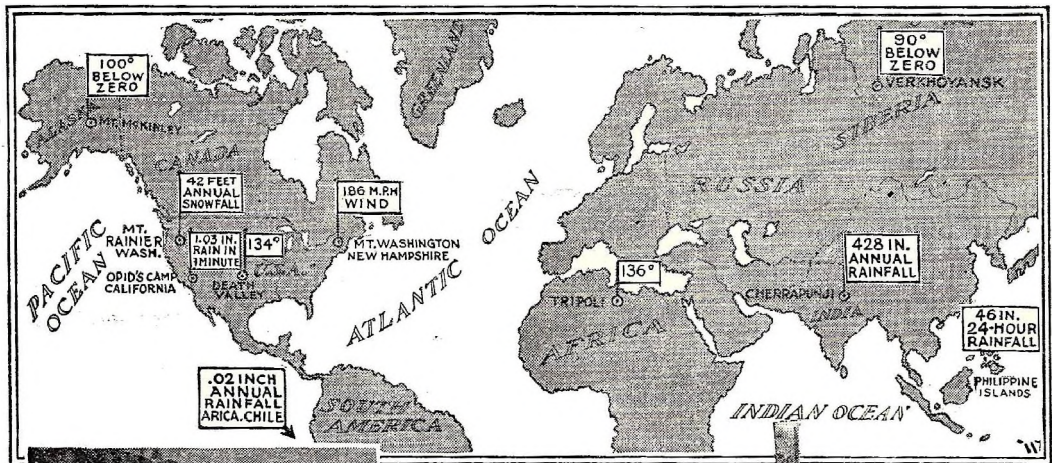 100°
BELOW
ZERO
ALASKA
MT. MCKINLEY
CANADA
GREENLAND
90°
BELOW
ZERO
VERKHOYANSK
SIBERIA
RUSSIA
42 FEET
ANNUAL
SNOWFALL
186 M.P.H
WIND
MT.
RAINIER
WASH.
1.03 IN.
RAIN IN
1 MINUTE
134°
MT. WASHINGTON
NEW HAMPSHIRE
OPID'S CAMP
CALIFORNIA
DEATH
VALLEY
PACIFIC
OCEAN
ATLANTIC
OCEAN
136°
TRIPOLI
AFRICA
428 IN.
ANNUAL
RAINFALL
CHERRAPUNJI
INDIA
46 IN.
24-HOUR
RAINFALL
PHILIPPINE
ISLANDS
.02 INCH
ANNUAL
RAINFALL
ARICA.CHILE
SOUTH
AMERICA
INDIAN OCEAN